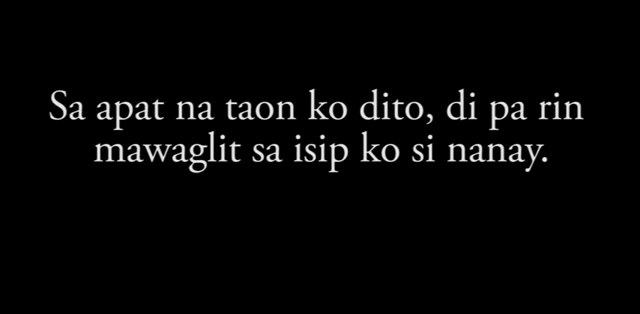 Sa apat na taon ko dito, di pa rin
mawaglit sa isip ko si nanay.